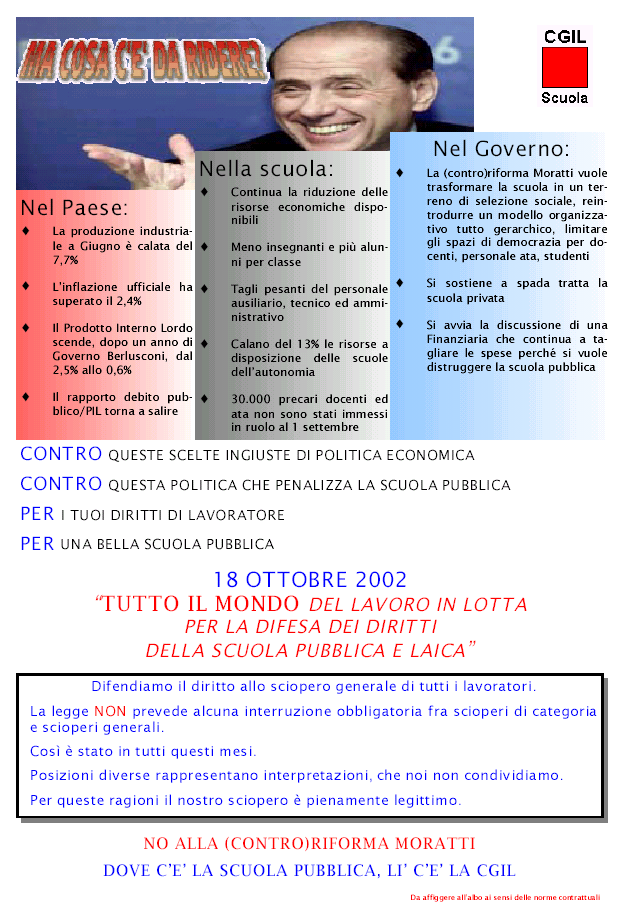 MA COSA C'E' DA RIDERE?
6
CGIL
Scuola
Nel Paese:
♦ La produzione industria-
le a Giugno è calata del
7,7%
♦ L'inflazione ufficiale ha
superato il 2,4%
♦ Il Prodotto Interno Lordo
scende, dopo un anno di
Governo Berlusconi, dal
2,5% allo 0,6%
♦ Il rapporto debito pub-
blico/PIL torna a salire
Nella scuola:
♦ Continua la riduzione delle
risorse economiche dispo-
nibili
♦ Meno insegnanti e più alun-
ni per classe
♦ Tagli pesanti del personale
ausiliario, tecnico ed ammi-
nistrativo
♦ Calano del 13% le risorse a
disposizione delle scuole
dell'autonomia
♦ 30.000 precari docenti ed
ata non sono stati immessi
in ruolo al 1 settembre
Nel Governo:
♦ La (contro)riforma Moratti vuole
trasformare la scuola in un ter-
reno di selezione sociale, rein-
trodurre un modello organizza-
tivo tutto gerarchico, limitare
gli spazi di democrazia per do-
centi, personale ata, studenti
♦ Si sostiene a spada tratta la
scuola privata
♦ Si avvia la discussione di una
Finanziaria che continua a ta-
gliare le spese perché si vuole
distruggere la scuola pubblica
CONTRO QUESTE SCELTE INGIUSTE DI POLITICA ECONOMICA
CONTRO QUESTA POLITICA CHE PENALIZZA LA SCUOLA PUBBLICA
PER I TUOI DIRITTI DI LAVORATORE
PER UNA BELLA SCUOLA PUBBLICA
18 OTTOBRE 2002
“TUTTO IL MONDO DEL LAVORO IN LOTTA
PER LA DIFESA DEI DIRITTI
DELLA SCUOLA PUBBLICA E LAICA”
Difendiamo il diritto allo sciopero generale di tutti i lavoratori.
La legge NON prevede alcuna interruzione obbligatoria fra scioperi di categoria
e scioperi generali.
Così è stato in tutti questi mesi.
Posizioni diverse rappresentano interpretazioni, che noi non condividiamo.
Per queste ragioni il nostro sciopero è pienamente legittimo.
NO ALLA (CONTRO)RIFORMA MORATTI
DOVE C'E' LA SCUOLA PUBBLICA, LI' C'E' LA CGIL
Da affiggere all'albo ai sensi delle norme contrattuali